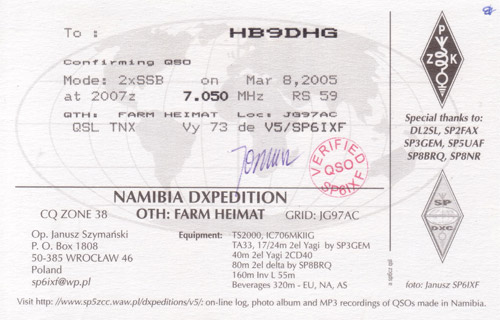 To : HB9DHG
Confirming QSO
Mode: 2xSSB on Mar 8,2005
at 2007z 7.050 MHz RS 59
QTH: FARM HEIMAT Loc: JG97AC
QSL TNX Vy 73 de V5/SP6IXF
VERIFIED
QSO
SP6IXF
P
Z K
Special thanks to:
DL2SL, SP2FAX
SP3GEM, SP5UAF
SP8BRQ, SP8NR
SP
DXC
foto: Janusz SP6IXF
NAMIBIA DXPEDITION
CQ ZONE 38 OTH: FARM HEIMAT GRID: JG97AC
Op. Janusz Szymański
P. O. Box 1808
50-385 WROCŁAW 46
Poland
sp6ixf@wp.pl
Equipment: TS2000, IC706MKIIG
TA33, 17/24m 2el Yagi by SP3GEM
40m 2el Yagi 2CD40
80m 2el delta by SP8BRQ
160m Inv L 55m
Beverages 320m - EU, NA, AS
Visit http://www.sp5zcc.waw.pl/dxpeditions/v5/: on-line log, photo album and MP3 recordings of QSOs made in Namibia.